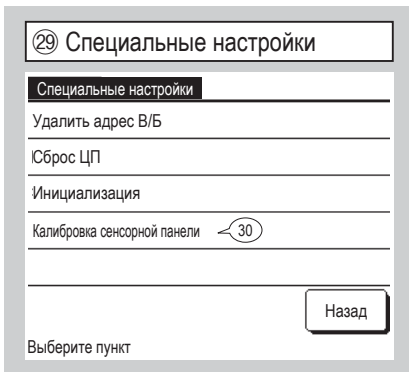 29 Специальные настройки
Специальные настройки
Удалить адрес В/Б
Сброс ЦП
Инициализация
Калибровка сенсорной панели 30
Назад
Выберите пункт